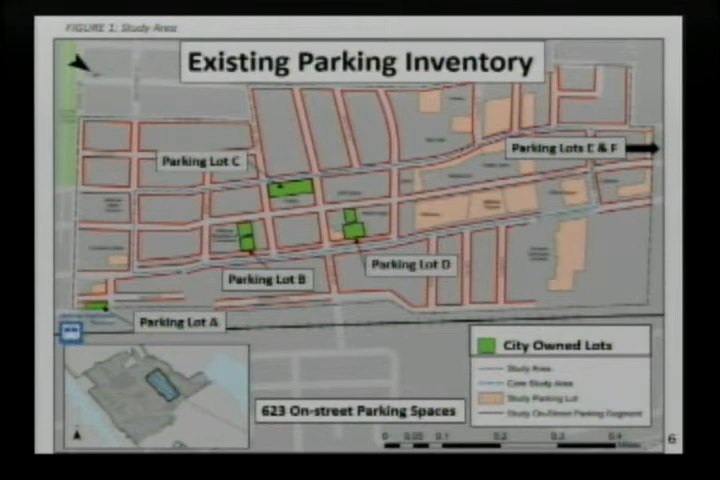 FIGURE 1: Study Area
Existing Parking Inventory
Parking Lot C
Parking Lots E & F
Parking Lot D
Parking Lot B
Parking Lot A
City Owned Lots
Study Area
Core Study Area
Study Parking Lot
Study On-Street Parking Segment
623 On-street Parking Spaces
0 0.05 0.1 0.2 0.3 0.4
Miles
6